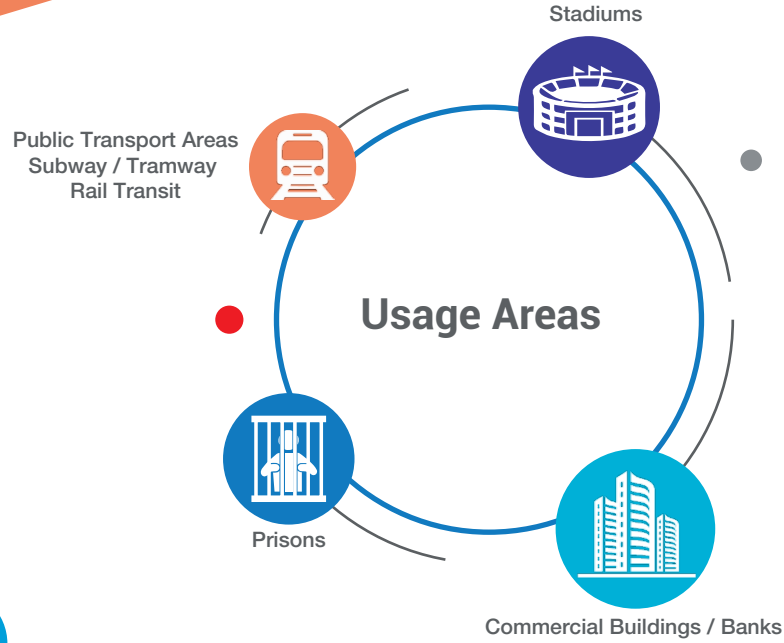 Stadiums
Public Transport Areas
Subway / Tramway
Rail Transit
Usage Areas
Prisons
Commercial Buildings / Banks